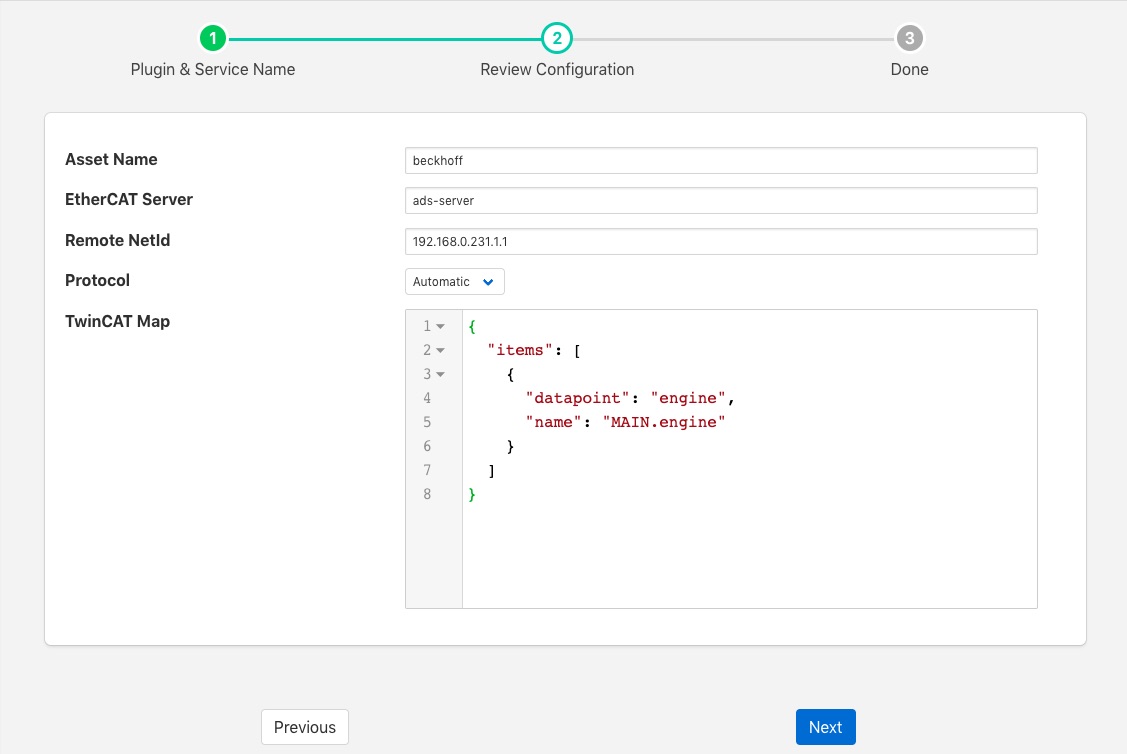 1 2 3
Plugin & Service Name Review Configuration Done
Asset Name beckhoff
EtherCAT Server ads-server
Remote NetId 192.168.0.231.1.1
Protocol Automatic
TwinCAT Map
1 {
2 "items": [
3 {
4 "datapoint": "engine",
5 "name": "MAIN.engine"
6 }
7 ]
8 }
Previous Next